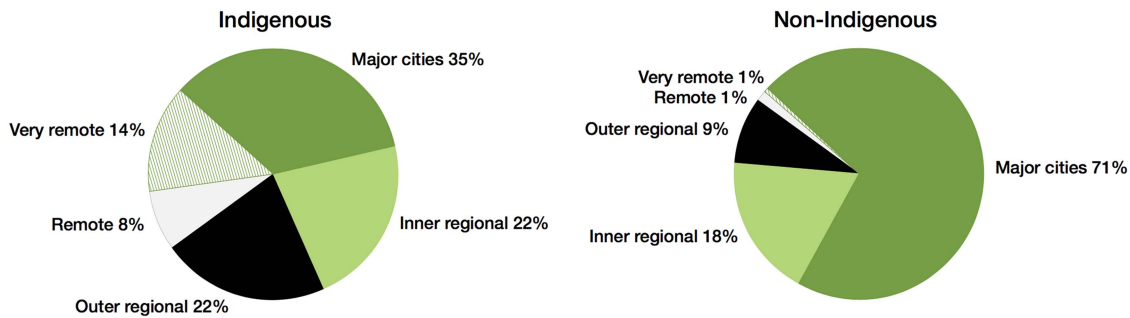 Indigenous
Major cities 35%
Very remote 14%
Inner regional 22%
Remote 8%
Outer regional 22%
Non-Indigenous
Very remote 1%
Remote 1%
Outer regional 9%
Major cities 71%
Inner regional 18%